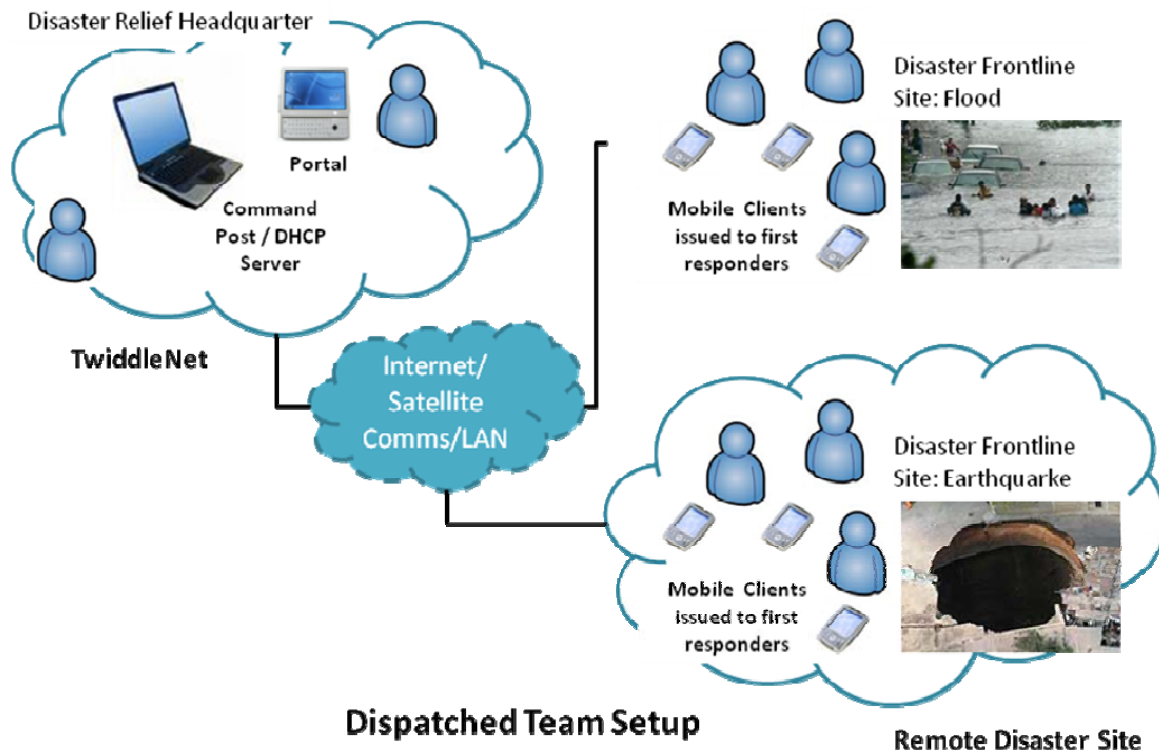 Disaster Relief Headquarter
Portal
Command
Post / DHCP
Server
TwiddleNet
Internet/
Satellite
Comms/LAN
Disaster Frontline
Site: Flood
Mobile Clients
issued to first
responders
Disaster Frontline
Site: Earthquarke
Mobile Clients
issued to first
responders
Dispatched Team Setup
Remote Disaster Site